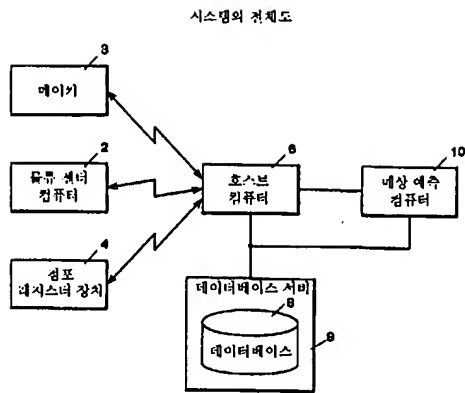 시스템의 전체도
3
메이커
2
물류 센터
컴퓨터
4
점포
레지스터 장치
6
호스트
컴퓨터
10
예상 예측
컴퓨터
데이터베이스 서버
8
데이터베이스
9